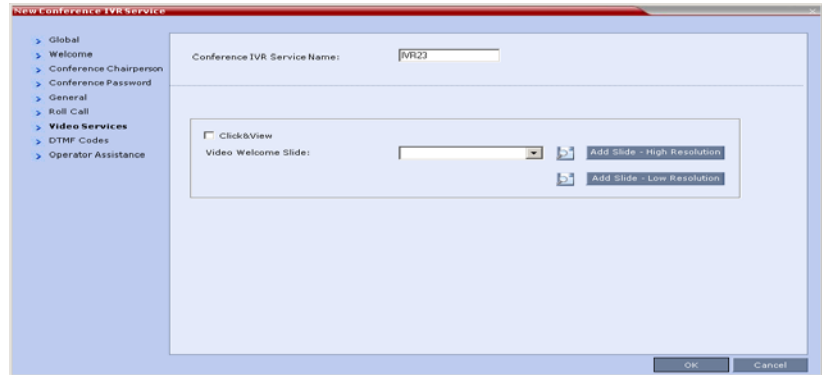 New Conference IVR Service
Global
Welcome
Conference Chairperson
Conference Password
General
Roll Call
Video Services
DTMF Codes
Operator Assistance
Conference IVR Service Name: IVR23
Click&View
Video Welcome Slide:
Add Slide - High Resolution
Add Slide - Low Resolution
OK
Cancel